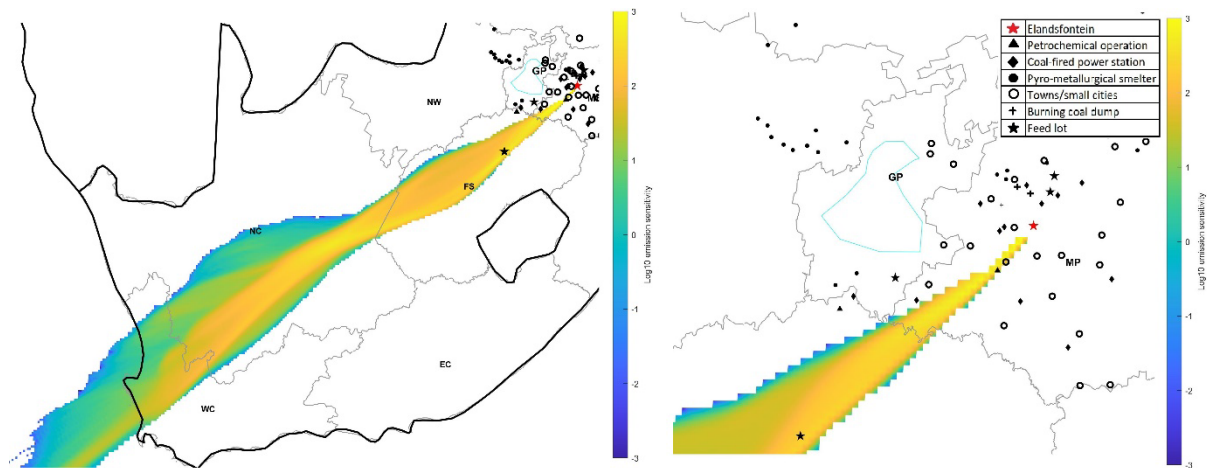 GP
NW
MP
FS
NC
WC
EC
3
2
1
0
-1
-2
-3
Log10 emission sensitivity
Elandsfontein
Petrochemical operation
Coal-fired power station
Pyro-metallurgical smelter
Towns/small cities
Burning coal dump
Feed lot
GP
MP
3
2
1
0
-1
-2
-3
Log10 emission sensitivity